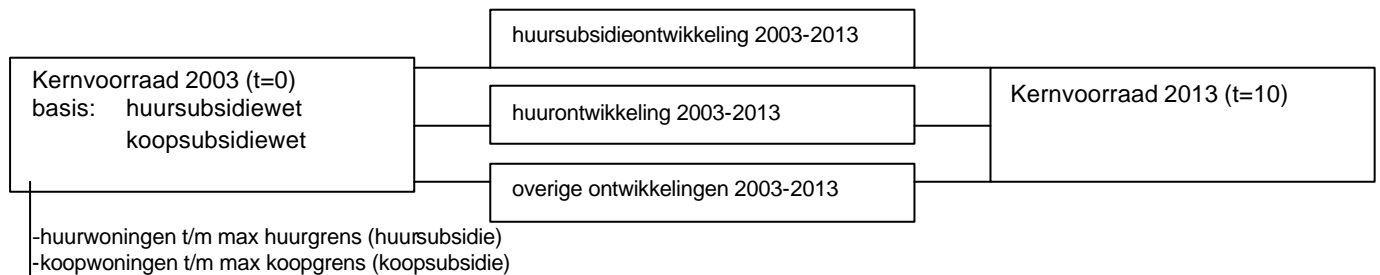 huursubsidieontwikkeling 2003-2013
Kernvoorraad 2003 (t=0)
basis: huursubsidiewet
koopsubsidiewet
huurontwikkeling 2003-2013
Kernvoorraad 2013 (t=10)
overige ontwikkelingen 2003-2013
-huurwoningen t/m max huurgrens (huursubsidie)
-koopwoningen t/m max koopgrens (koopsubsidie)